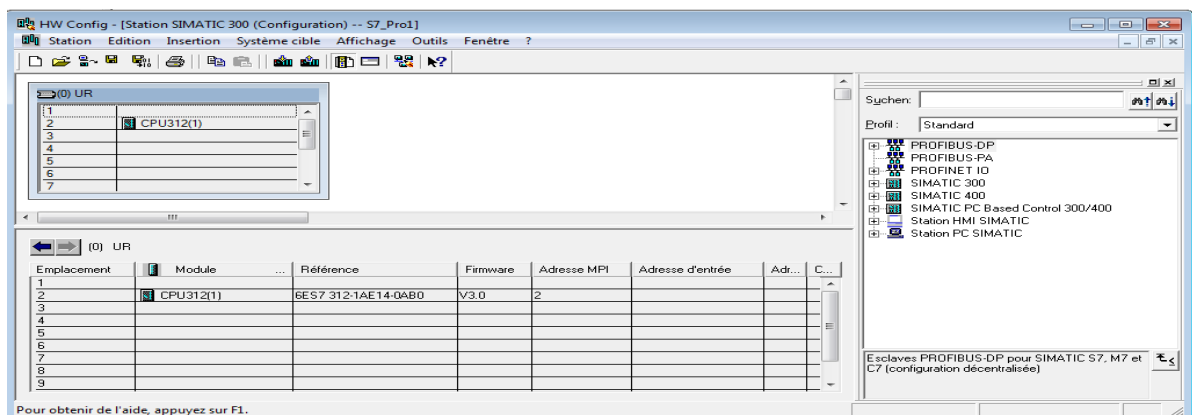 HW Config - [Station SIMATIC 300 (Configuration) -- S7_Pro1]
Station Edition Insertion Système cible Affichage Outils Fenêtre ?
(0) UR
1
2 CPU312(1)
3
4
5
6
7
Suchen:
Profil : Standard
PROFIBUS-DP
PROFIBUS-PA
PROFINET IO
SIMATIC 300
SIMATIC 400
SIMATIC PC Based Control 300/400
Station HMI SIMATIC
Station PC SIMATIC
(0) UR
Emplacement Module ... Référence Firmware Adresse MPI Adresse d'entrée Adr... C...
1
2 CPU312(1) 6ES7 312-1AE14-0AB0 V3.0 2
3
4
5
6
7
8
9
Esclaves PROFIBUS-DP pour SIMATIC S7, M7 et
C7 (configuration décentralisée)
Pour obtenir de l'aide, appuyez sur F1.